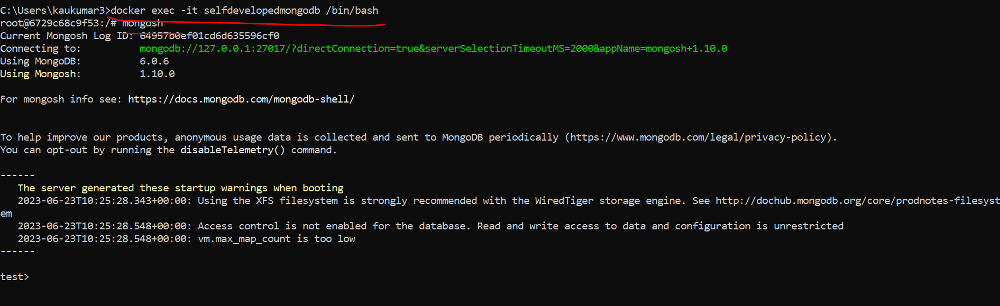 C:\Users\kaukumar3>docker exec -it selfdevelopedmongodb /bin/bash
root@6729c68c9f53:/# mongosh
Current Mongosh Log ID: 64957b0ef01cd6d635596cf0
Connecting to:          mongodb://127.0.0.1:27017/?directConnection=true&serverSelectionTimeoutMS=2000&appName=mongosh+1.10.0
Using MongoDB:          6.0.6
Using Mongosh:          1.10.0
For mongosh info see: https://docs.mongodb.com/mongodb-shell/
To help improve our products, anonymous usage data is collected and sent to MongoDB periodically (https://www.mongodb.com/legal/privacy-policy).
You can opt-out by running the disableTelemetry() command.
------
   The server generated these startup warnings when booting
   2023-06-23T10:25:28.343+00:00: Using the XFS filesystem is strongly recommended with the WiredTiger storage engine. See http://dochub.mongodb.org/core/prodnotes-filesyst
em
   2023-06-23T10:25:28.548+00:00: Access control is not enabled for the database. Read and write access to data and configuration is unrestricted
   2023-06-23T10:25:28.548+00:00: vm.max_map_count is too low
------
test>